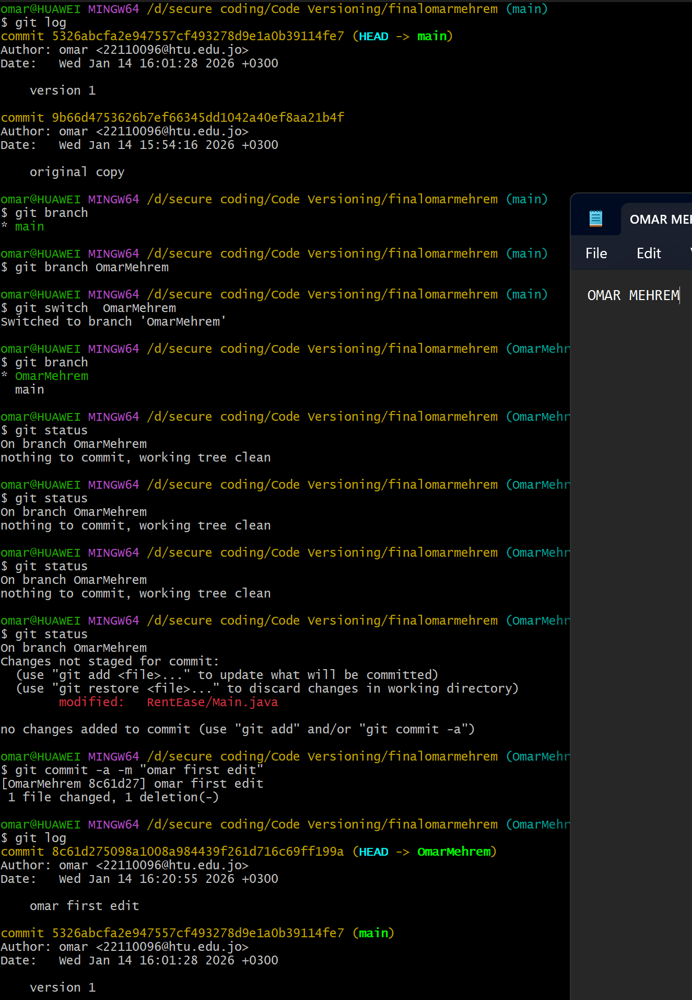 omar@HUAWEI MINGW64 /d/secure coding/Code Versioning/finalomarmehrem (main)
$ git log
commit 5326abcfa2e947557cf493278d9e1a0b39114fe7 (HEAD -> main)
Author: omar <22110096@htu.edu.jo>
Date:   Wed Jan 14 16:01:28 2026 +0300

    version 1

commit 9b66d4753626b7ef66345dd1042a40ef8aa21b4f
Author: omar <22110096@htu.edu.jo>
Date:   Wed Jan 14 15:54:16 2026 +0300

    original copy

omar@HUAWEI MINGW64 /d/secure coding/Code Versioning/finalomarmehrem (main)
$ git branch
* main

omar@HUAWEI MINGW64 /d/secure coding/Code Versioning/finalomarmehrem (main)
$ git branch OmarMehrem

omar@HUAWEI MINGW64 /d/secure coding/Code Versioning/finalomarmehrem (main)
$ git switch  OmarMehrem
Switched to branch 'OmarMehrem'

omar@HUAWEI MINGW64 /d/secure coding/Code Versioning/finalomarmehrem (OmarMehr
$ git branch
* OmarMehrem
  main

omar@HUAWEI MINGW64 /d/secure coding/Code Versioning/finalomarmehrem (OmarMehr
$ git status
On branch OmarMehrem
nothing to commit, working tree clean

omar@HUAWEI MINGW64 /d/secure coding/Code Versioning/finalomarmehrem (OmarMehr
$ git status
On branch OmarMehrem
nothing to commit, working tree clean

omar@HUAWEI MINGW64 /d/secure coding/Code Versioning/finalomarmehrem (OmarMehr
$ git status
On branch OmarMehrem
nothing to commit, working tree clean

omar@HUAWEI MINGW64 /d/secure coding/Code Versioning/finalomarmehrem (OmarMehr
$ git status
On branch OmarMehrem
Changes not staged for commit:
  (use "git add <file>..." to update what will be committed)
  (use "git restore <file>..." to discard changes in working directory)
        modified:   RentEase/Main.java

no changes added to commit (use "git add" and/or "git commit -a")

omar@HUAWEI MINGW64 /d/secure coding/Code Versioning/finalomarmehrem (OmarMehr
$ git commit -a -m "omar first edit"
[OmarMehrem 8c61d27] omar first edit
 1 file changed, 1 deletion(-)

omar@HUAWEI MINGW64 /d/secure coding/Code Versioning/finalomarmehrem (OmarMehr
$ git log
commit 8c61d275098a1008a984439f261d716c69ff199a (HEAD -> OmarMehrem)
Author: omar <22110096@htu.edu.jo>
Date:   Wed Jan 14 16:20:55 2026 +0300

    omar first edit

commit 5326abcfa2e947557cf493278d9e1a0b39114fe7 (main)
Author: omar <22110096@htu.edu.jo>
Date:   Wed Jan 14 16:01:28 2026 +0300

    version 1

OMAR MEH
File Edit
OMAR MEHREM